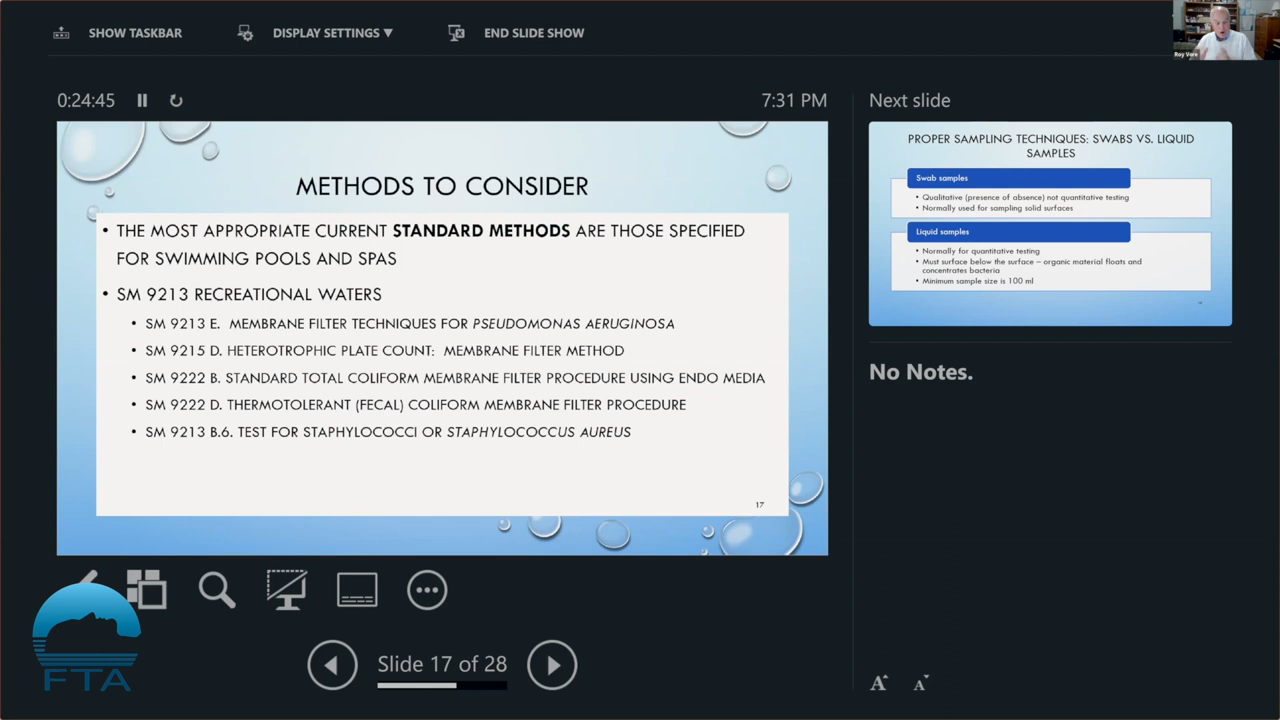 SHOW TASKBAR
DISPLAY SETTINGS ▼
END SLIDE SHOW
Roy Vore
0:24:45
7:31 PM
METHODS TO CONSIDER
• THE MOST APPROPRIATE CURRENT STANDARD METHODS ARE THOSE SPECIFIED
FOR SWIMMING POOLS AND SPAS
• SM 9213 RECREATIONAL WATERS
• SM 9213 E. MEMBRANE FILTER TECHNIQUES FOR PSEUDOMONAS AERUGINOSA
• SM 9215 D. HETEROTROPHIC PLATE COUNT: MEMBRANE FILTER METHOD
• SM 9222 B. STANDARD TOTAL COLIFORM MEMBRANE FILTER PROCEDURE USING ENDO MEDIA
• SM 9222 D. THERMOTOLERANT (FECAL) COLIFORM MEMBRANE FILTER PROCEDURE
• SM 9213 B.6. TEST FOR STAPHYLOCOCCI OR STAPHYLOCOCCUS AUREUS
17
Next slide
PROPER SAMPLING TECHNIQUES: SWABS VS. LIQUID
SAMPLES
Swab samples
• Qualitative (presence of absence) not quantitative testing
• Normally used for sampling solid surfaces
Liquid samples
• Normally for quantitative testing
• Must surface below the surface – organic material floats and
concentrates bacteria
• Minimum sample size is 100 ml
No Notes.
FTA
Slide 17 of 28
A A